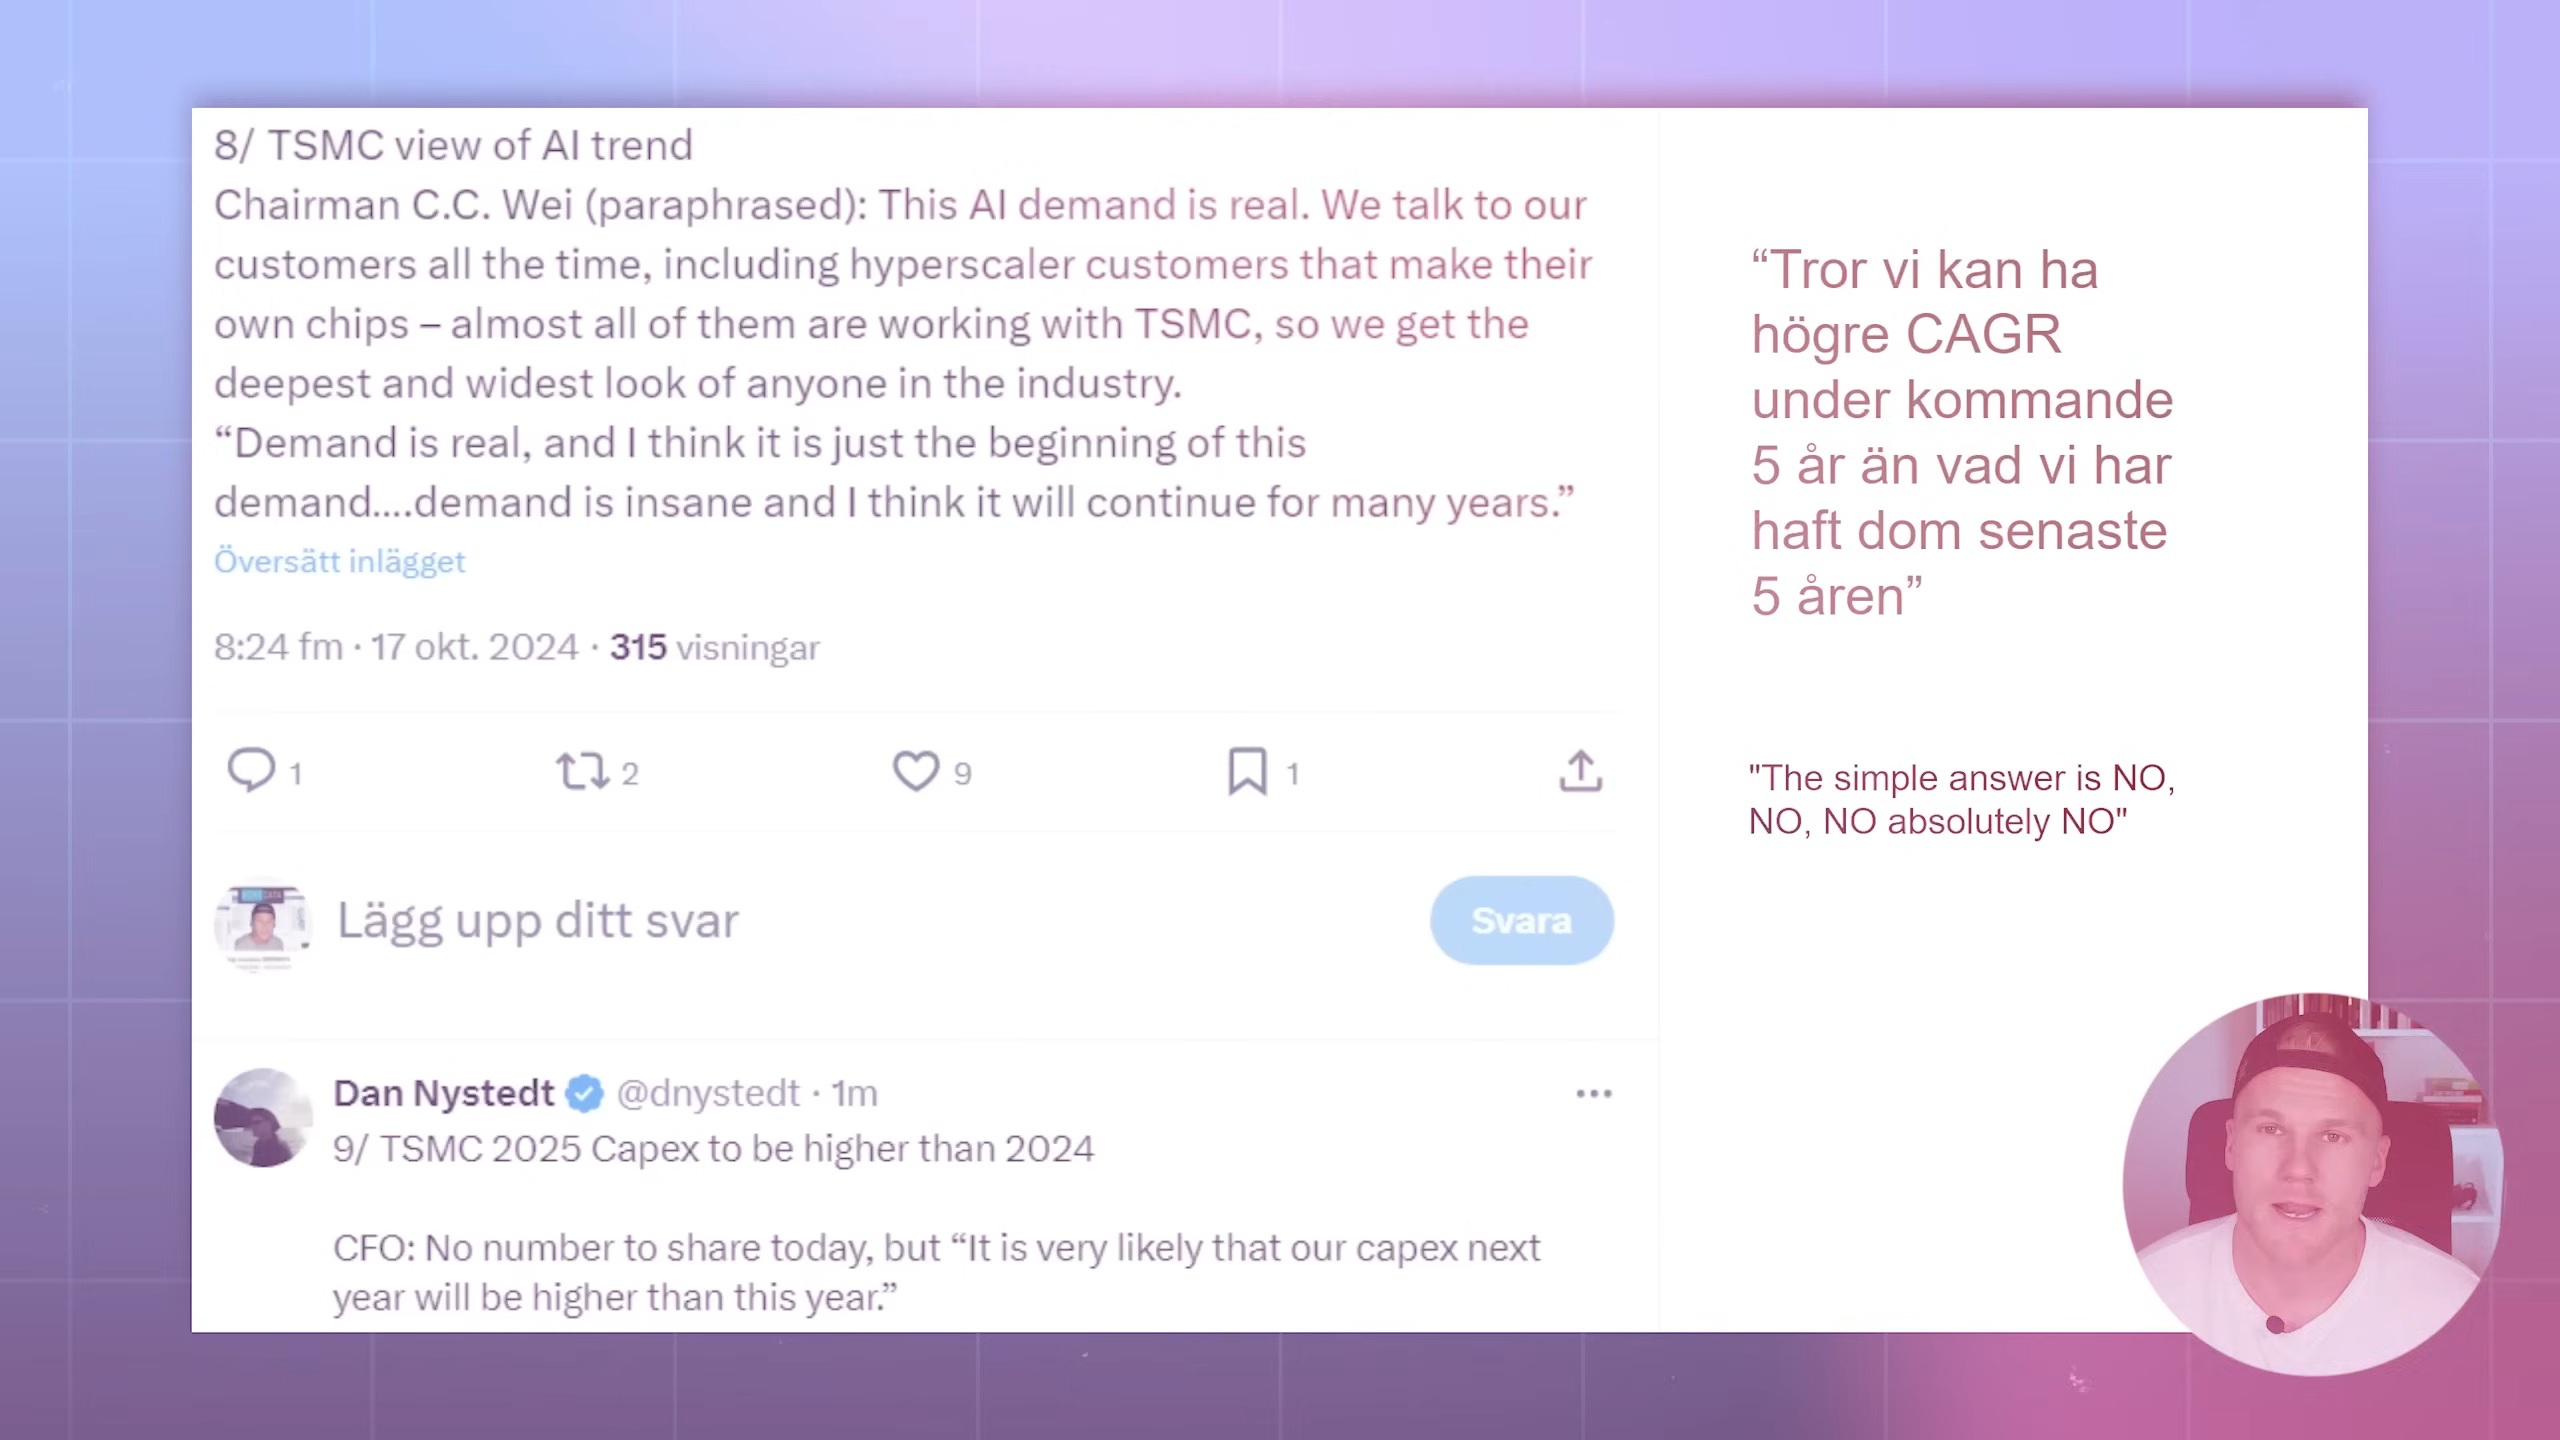 8/ TSMC view of AI trend
Chairman C.C. Wei (paraphrased): This AI demand is real. We talk to our
customers all the time, including hyperscaler customers that make their
own chips – almost all of them are working with TSMC, so we get the
deepest and widest look of anyone in the industry.
“Demand is real, and I think it is just the beginning of this
demand....demand is insane and I think it will continue for many years.”
Översätt inlägget
8:24 fm · 17 okt. 2024 · 315 visningar
1 2 9 1
Lägg upp ditt svar
Svara
Dan Nystedt @dnystedt · 1m
9/ TSMC 2025 Capex to be higher than 2024
CFO: No number to share today, but “It is very likely that our capex next
year will be higher than this year.”
“Tror vi kan ha
högre CAGR
under kommande
5 år än vad vi har
haft dom senaste
5 åren”
"The simple answer is NO,
NO, NO absolutely NO"